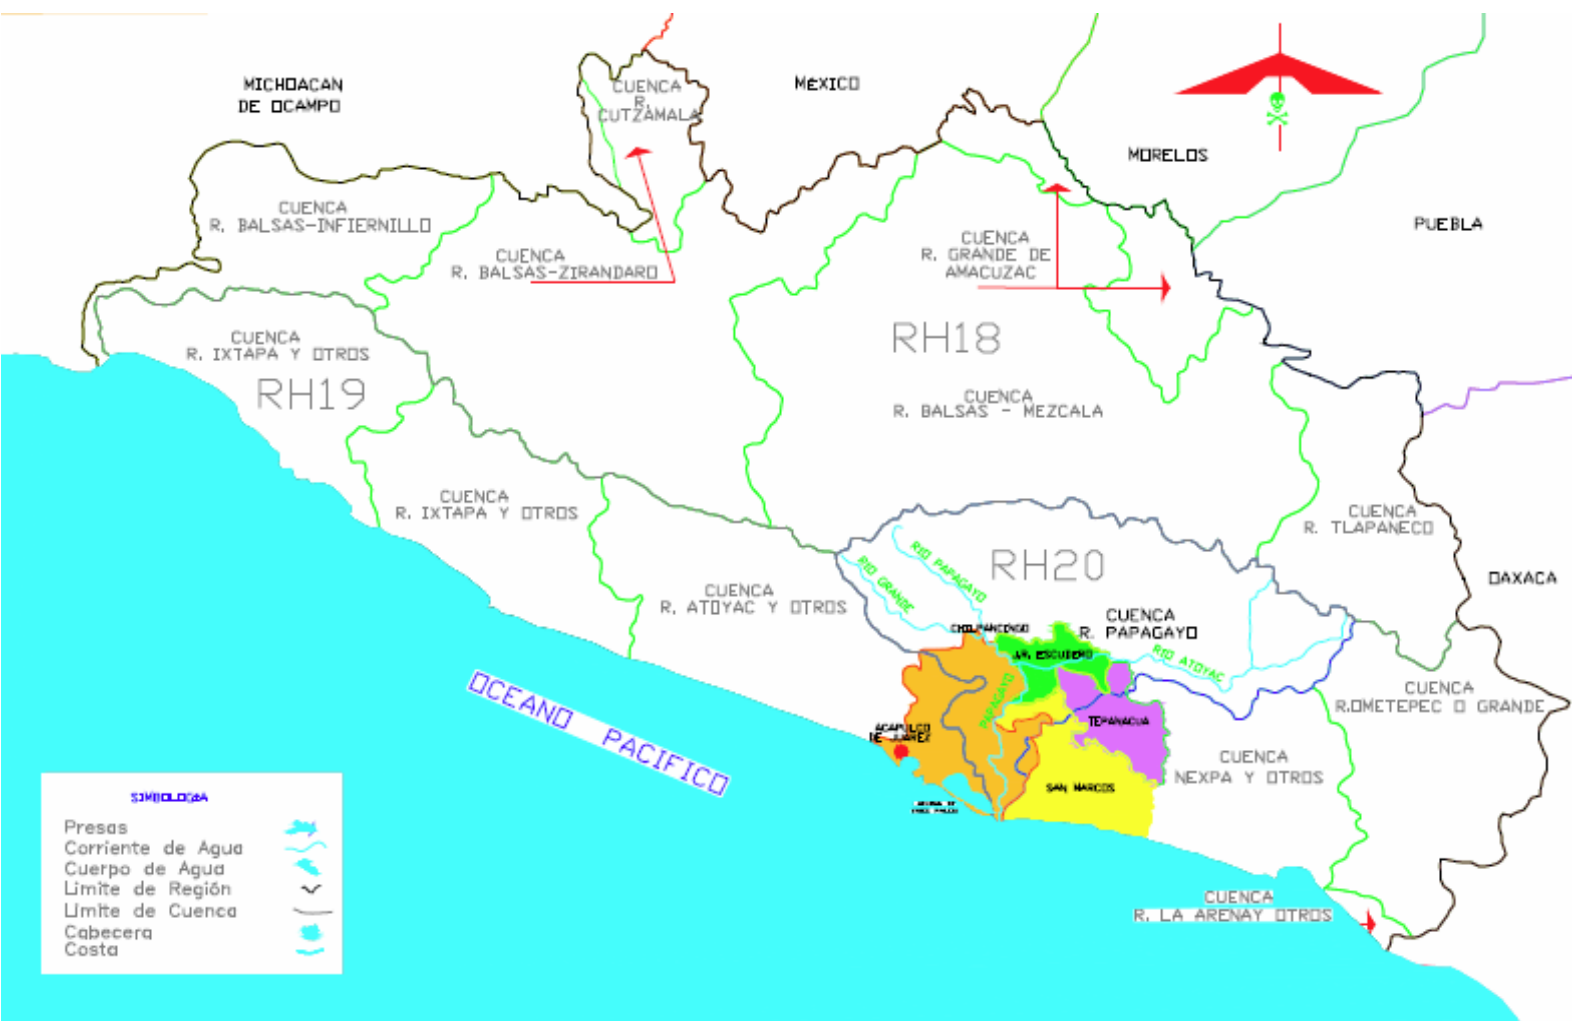 MICHOACAN
DE OCAMPO
CUENCA
R.
CUTZAMALA
MÉXICO
MORELOS
PUEBLA
CUENCA
R. BALSAS-INFIERNILLO
CUENCA
R. BALSAS-ZIRANDARO
CUENCA
R. GRANDE DE
AMACUZAC
CUENCA
R. IXTAPA Y OTROS
RH19
RH18
CUENCA
R. BALSAS - MEZCALA
CUENCA
R. IXTAPA Y OTROS
CUENCA
R. TLAPANECO
RH20
RIO PAPAGAYO
RIO GRANDE
OAXACA
CUENCA
R. ATOYAC Y OTROS
CUENCA
R. PAPAGAYO
CHILPANCINGO
J.R. ESCUDERO
RIO ATOYAC
PAPAGAYO
CUENCA
R.OMETEPEC O GRANDE
OCEANO PACIFICO
ACAPULCO
DE JUAREZ
TEPANACUA
CUENCA
NEXPA Y OTROS
SAN MARCOS
CUENCA
R. LA ARENAY OTROS
SIMBOLOGIA
Presas
Corriente de Agua
Cuerpo de Agua
Limite de Región
Limite de Cuenca
Cabecera
Costa